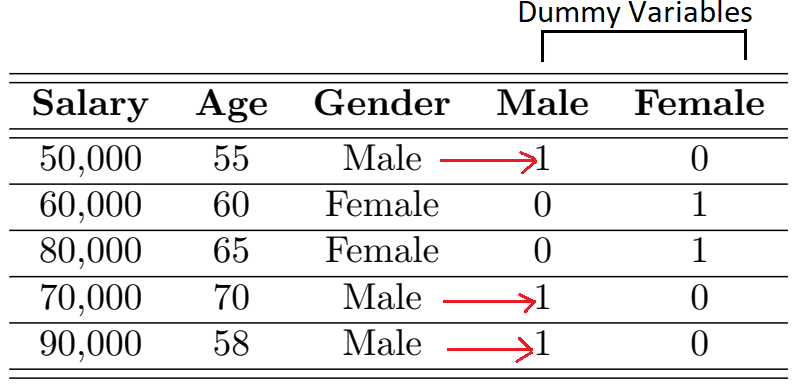 Dummy Variables
Salary Age Gender Male Female
50,000 55 Male 1 0
60,000 60 Female 0 1
80,000 65 Female 0 1
70,000 70 Male 1 0
90,000 58 Male 1 0